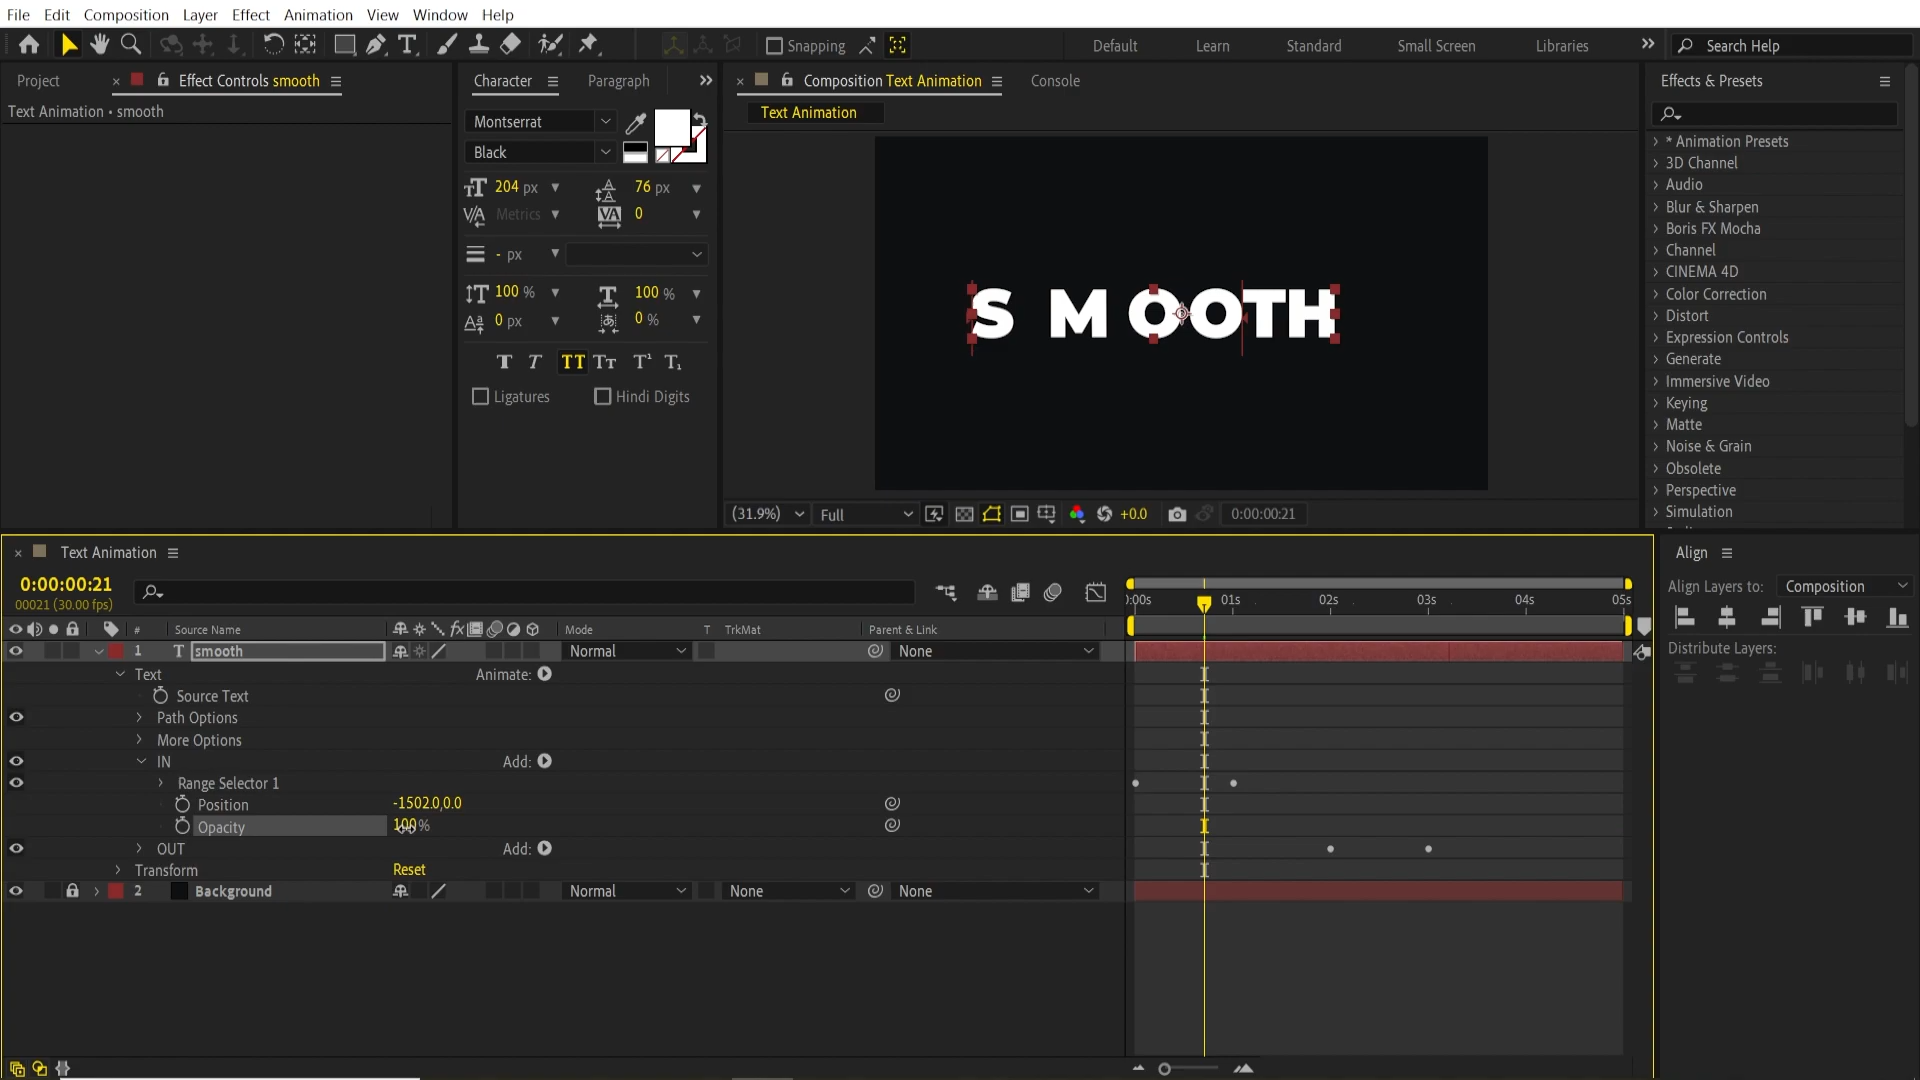 File Edit Composition Layer Effect Animation View Window Help
Snapping Default Learn Standard Small Screen Libraries Search Help
Project Effect Controls smooth
Text Animation • smooth
Character Paragraph
Montserrat
Black
204 px 76 px
Metrics 0
- px
100 % 100 %
0 px 0 %
TT Tt T¹ T₁
Ligatures Hindi Digits
Composition Text Animation Console
Text Animation
S M OOTH
(31.9%) Full +0.0 0:00:00:21
Effects & Presets
* Animation Presets
3D Channel
Audio
Blur & Sharpen
Boris FX Mocha
Channel
CINEMA 4D
Color Correction
Distort
Expression Controls
Generate
Immersive Video
Keying
Matte
Noise & Grain
Obsolete
Perspective
Simulation
Text Animation
0:00:00:21
00021 (30.00 fps)
:00s 01s 02s 03s 04s 05s
# Source Name Mode T TrkMat Parent & Link
1 T smooth Normal None
Text Animate:
Source Text
Path Options
More Options
IN Add:
Range Selector 1
Position -1502.0,0.0
Opacity 100 %
OUT Add:
Transform Reset
2 Background Normal None None
Align
Align Layers to: Composition
Distribute Layers: